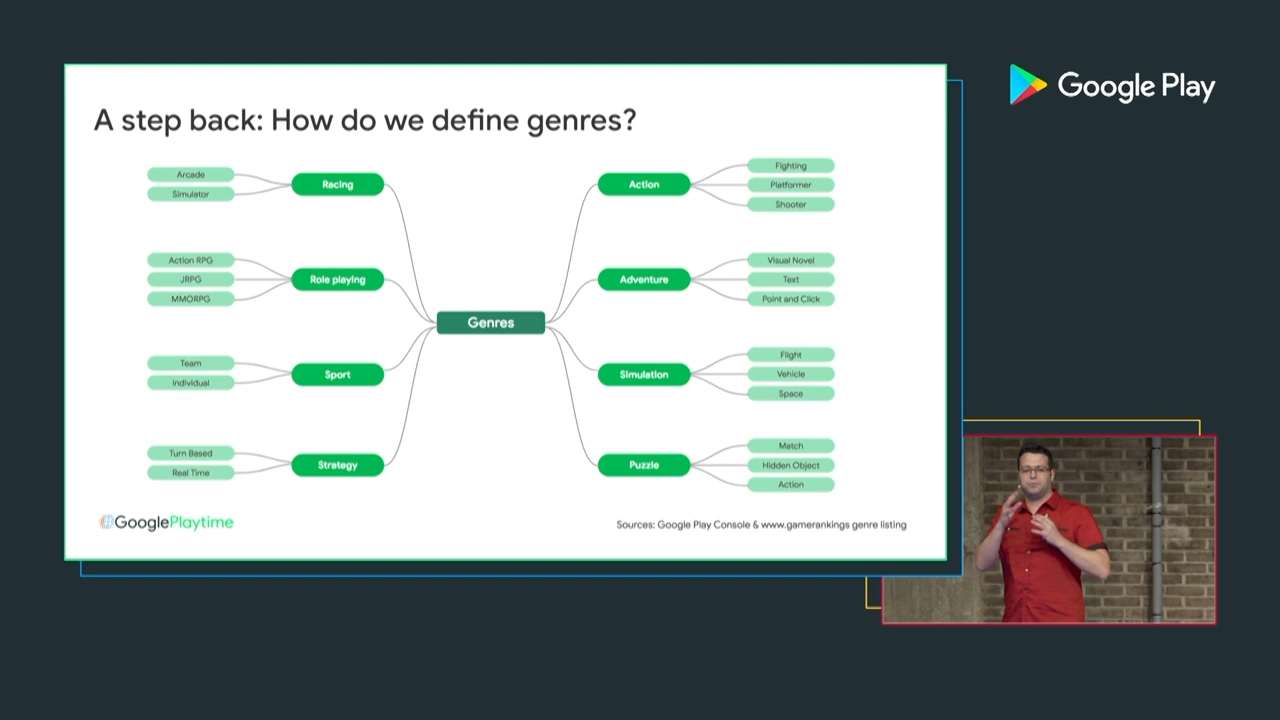 Google Play
A step back: How do we define genres?
Arcade
Simulator
Racing
Action RPG
JRPG
MMORPG
Role playing
Team
Individual
Sport
Turn Based
Real Time
Strategy
Genres
Action
Fighting
Platformer
Shooter
Adventure
Visual Novel
Text
Point and Click
Simulation
Flight
Vehicle
Space
Puzzle
Match
Hidden Object
Action
GooglePlaytime
Sources: Google Play Console & www.gamerankings genre listing